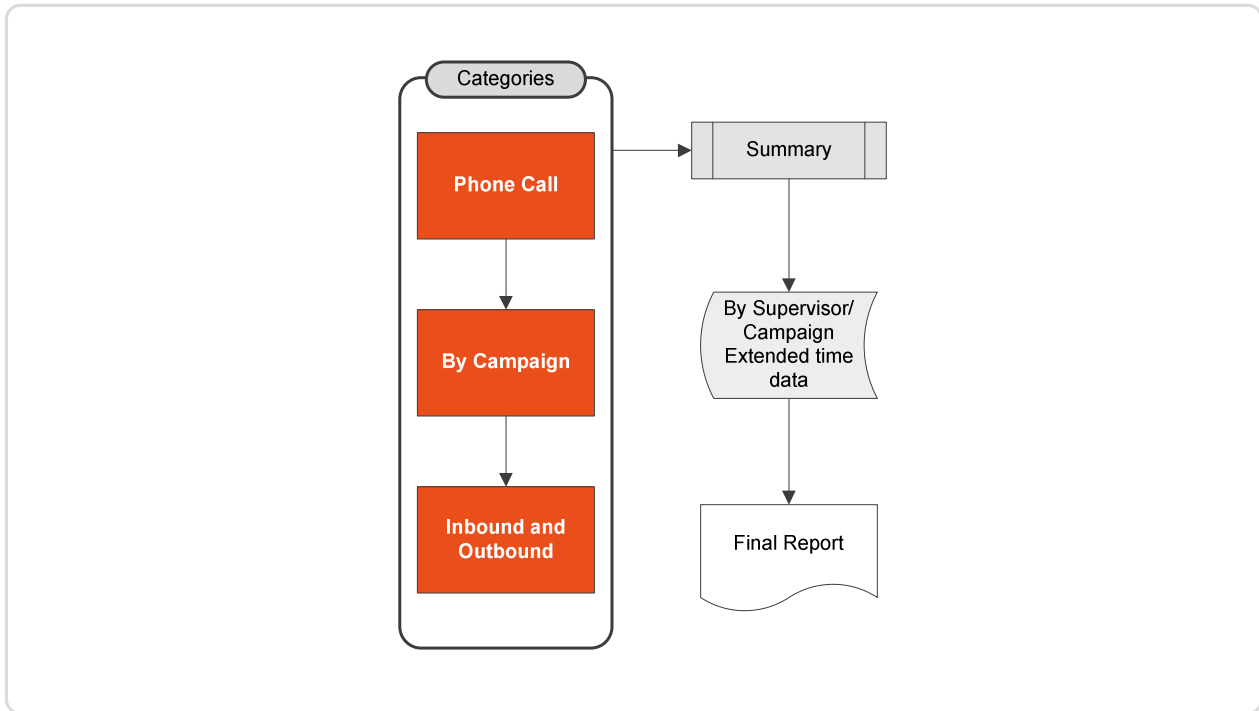 Categories
Phone Call
By Campaign
Inbound and
Outbound
Summary
By Supervisor/
Campaign
Extended time
data
Final Report